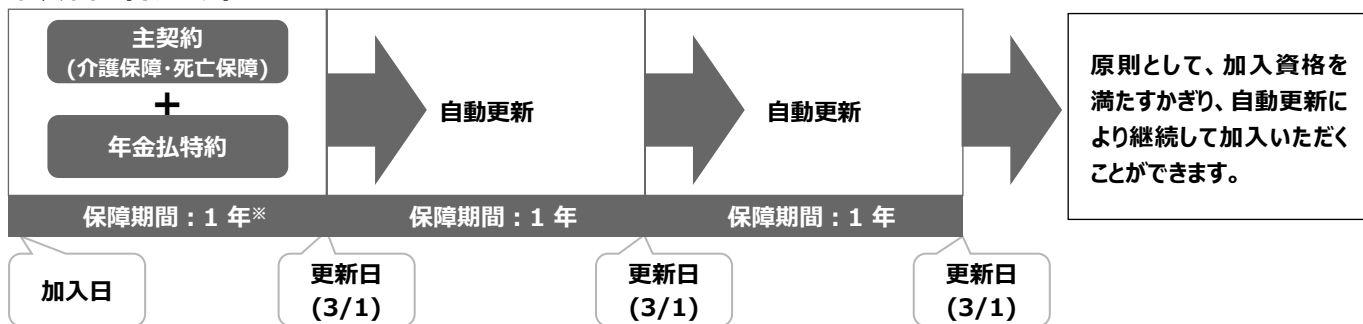 主契約
(介護保障・死亡保障)
+
年金払特約
自動更新
自動更新
原則として、加入資格を
満たすかぎり、自動更新に
より継続して加入いただく
ことができます。
保障期間：1 年※
保障期間：1 年
保障期間：1 年
加入日
更新日
(3/1)
更新日
(3/1)
更新日
(3/1)